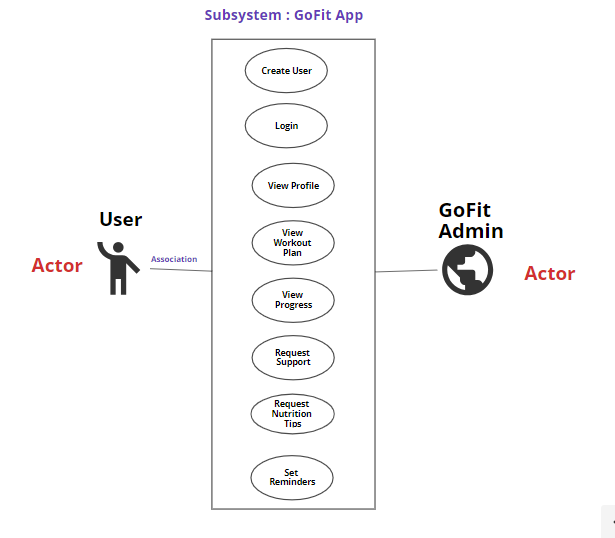 Subsystem : GoFit App
Create User
Login
View Profile
User
GoFit
Admin
View
Workout
Plan
Actor
Association
Actor
View
Progress
Request
Support
Request
Nutrition
Tips
Set
Reminders